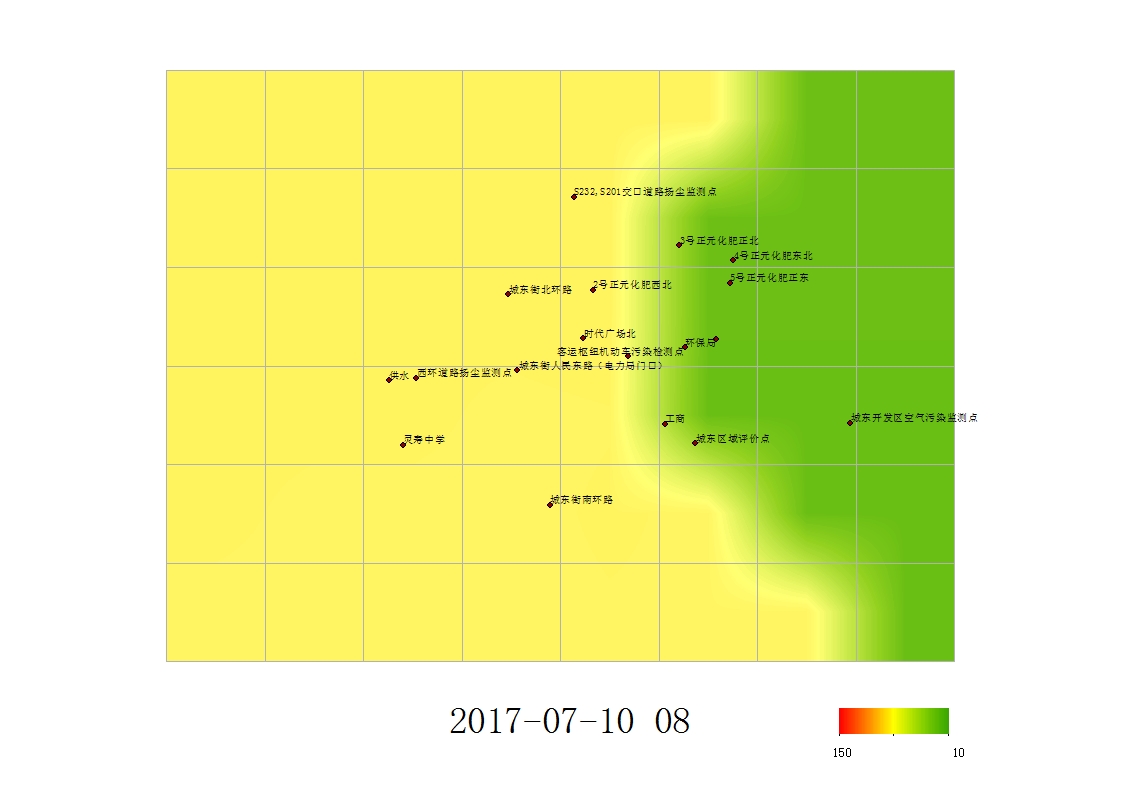 S232,S201交口道路扬尘监测点
3号正元化肥正北
4号正元化肥东北
5号正元化肥正东
2号正元化肥西北
城东街北环路
时代广场北
环保局
客运枢纽机动车污染检测点
城东街人民东路（电力局门口）
西环道路扬尘监测点
供水
工商
城东开发区空气污染监测点
城东区域评价点
灵寿中学
城东街南环路
2017-07-10 08
150
10